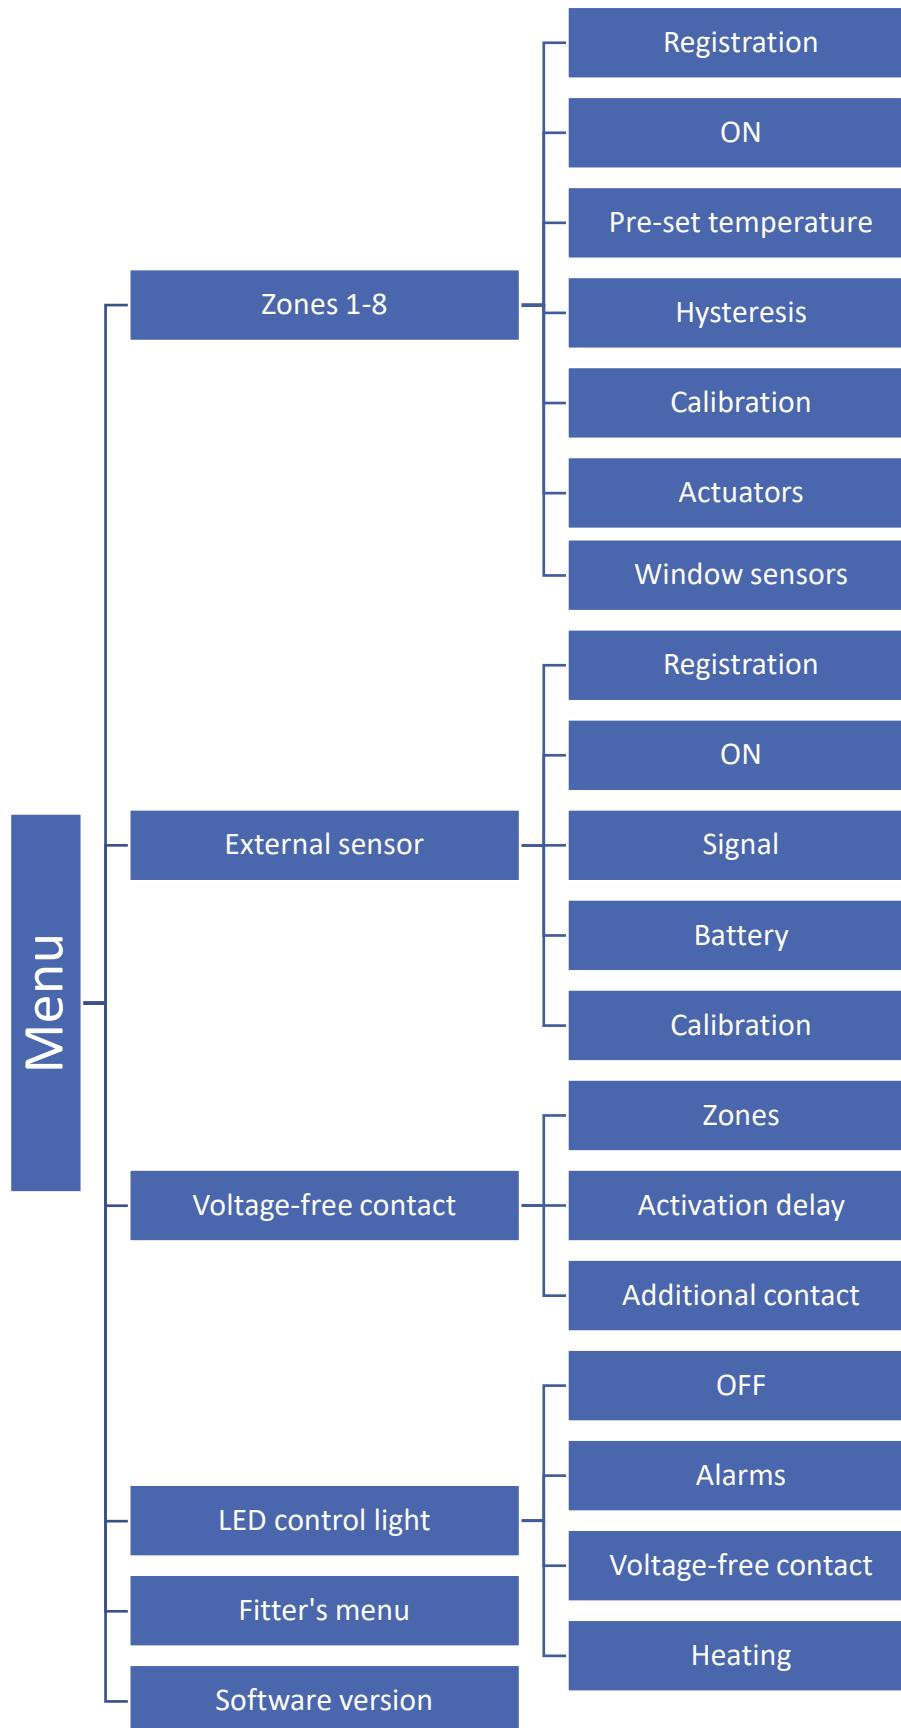 Menu
Zones 1-8
Registration
ON
Pre-set temperature
Hysteresis
Calibration
Actuators
Window sensors
External sensor
Registration
ON
Signal
Battery
Calibration
Voltage-free contact
Zones
Activation delay
Additional contact
LED control light
OFF
Alarms
Voltage-free contact
Heating
Fitter's menu
Software version